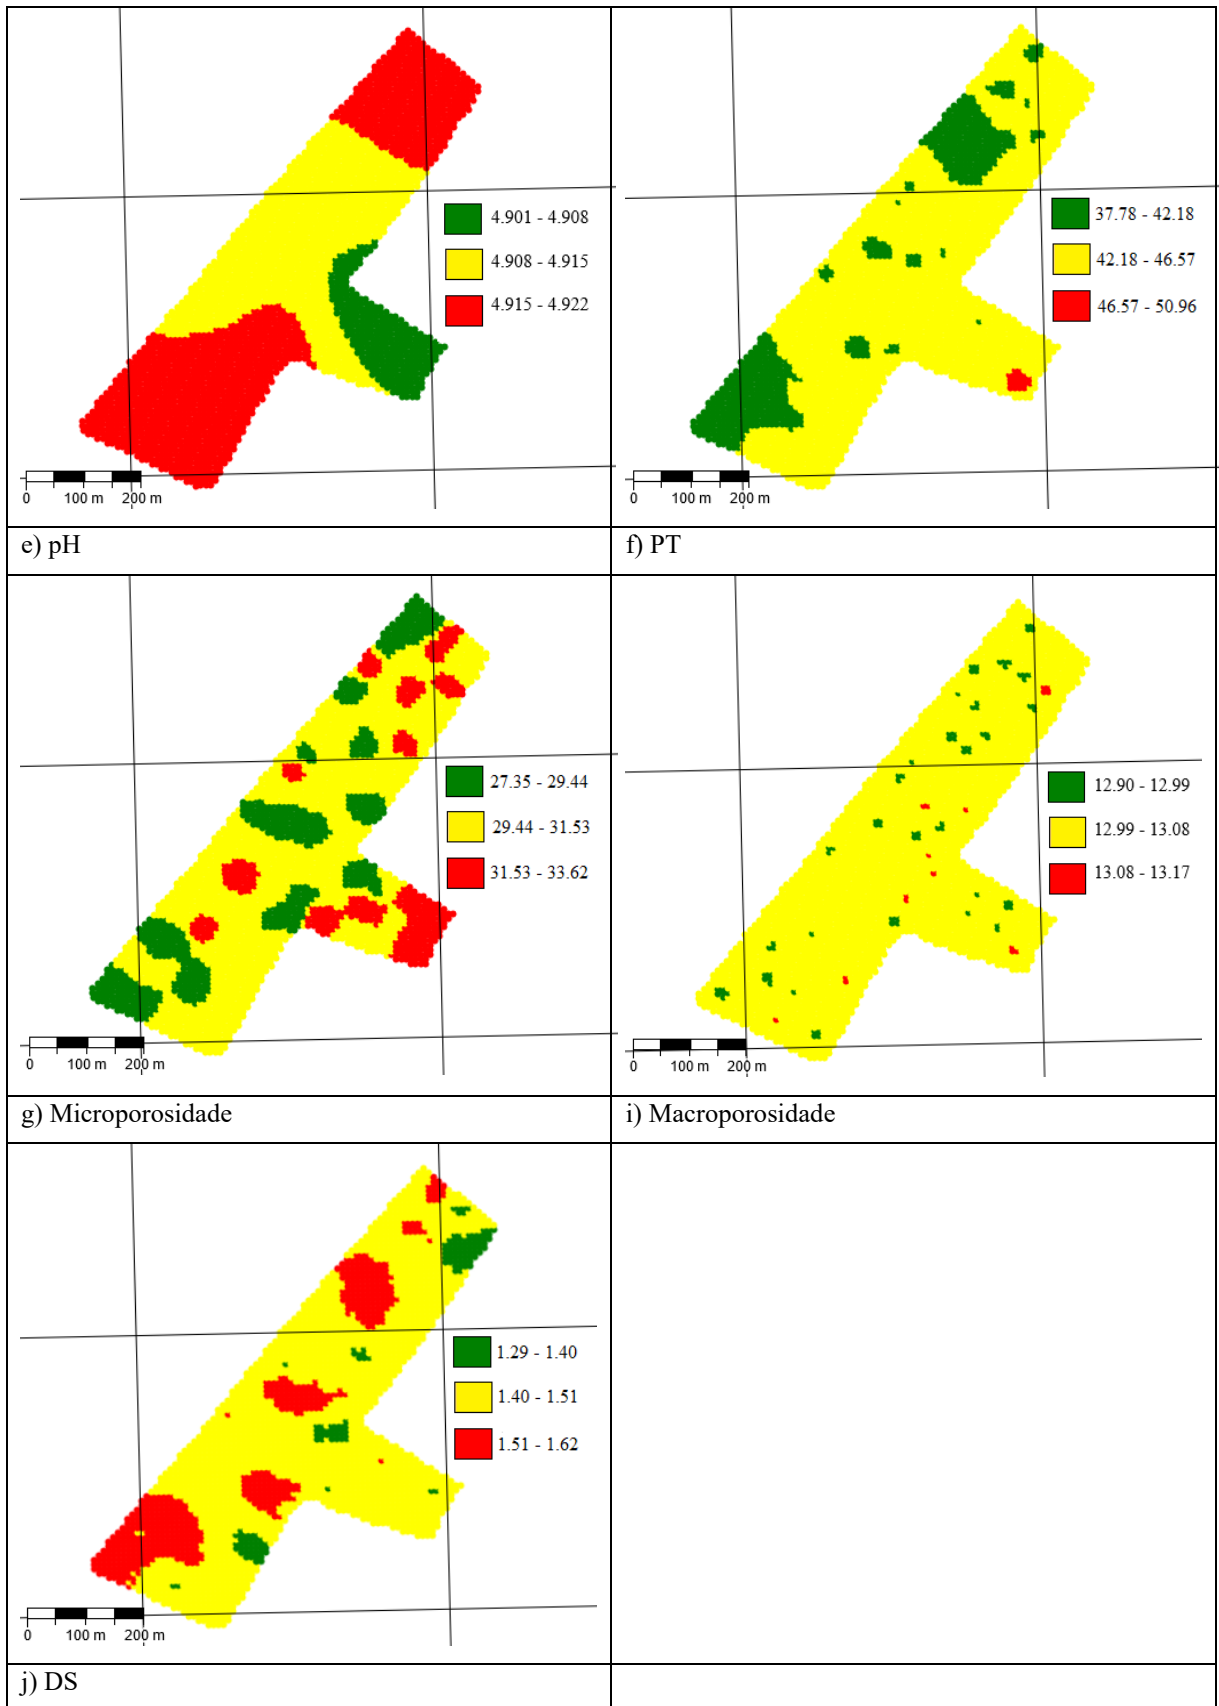 4.901 - 4.908
4.908 - 4.915
4.915 - 4.922
0 100 m 200 m
37.78 - 42.18
42.18 - 46.57
46.57 - 50.96
0 100 m 200 m
e) pH
f) PT
27.35 - 29.44
29.44 - 31.53
31.53 - 33.62
0 100 m 200 m
12.90 - 12.99
12.99 - 13.08
13.08 - 13.17
0 100 m 200 m
g) Microporosidade
i) Macroporosidade
1.29 - 1.40
1.40 - 1.51
1.51 - 1.62
0 100 m 200 m
j) DS